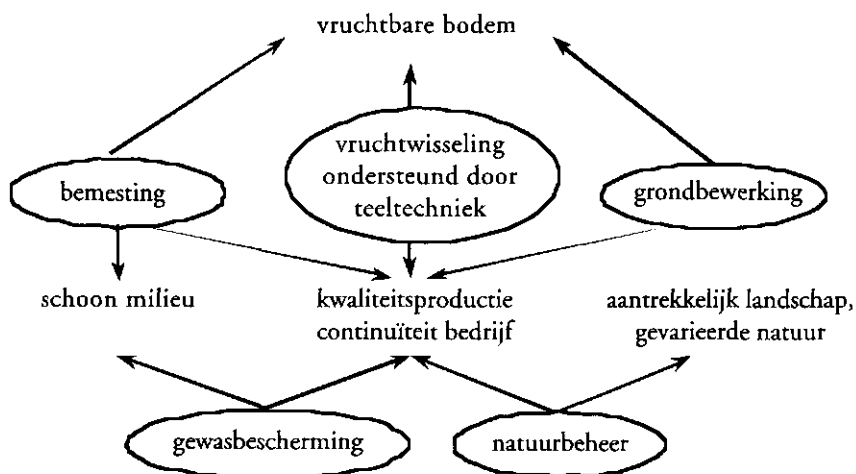 vruchtbare bodem
bemesting
vruchtwisseling
ondersteund door
teeltechniek
grondbewerking
schoon milieu
kwaliteitsproductie
continuïteit bedrijf
aantrekkelijk landschap,
gevarieerde natuur
gewasbescherming
natuurbeheer